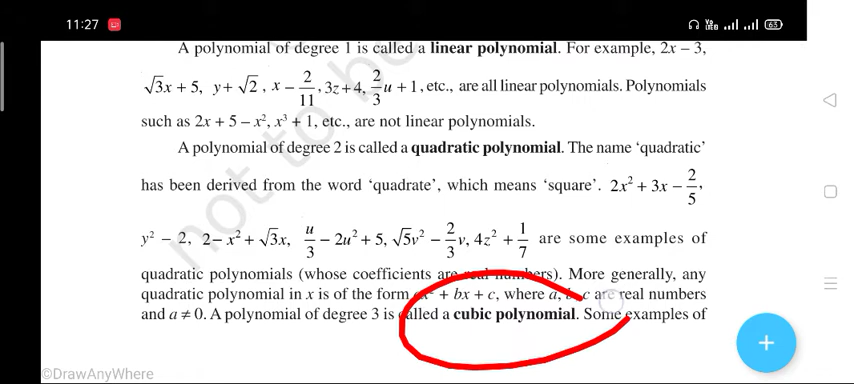 11:27
63
A polynomial of degree 1 is called a linear polynomial. For example, 2x – 3,
√3x + 5, y + √2, x – 2/11, 3z + 4, 2/3 u + 1, etc., are all linear polynomials. Polynomials
such as 2x + 5 – x², x³ + 1, etc., are not linear polynomials.
A polynomial of degree 2 is called a quadratic polynomial. The name ‘quadratic’
has been derived from the word ‘quadrate’, which means ‘square’. 2x² + 3x – 2/5,
y² – 2, 2 – x² + √3x, u/3 – 2u² + 5, √5v² – 2/3 v, 4z² + 1/7 are some examples of
quadratic polynomials (whose coefficients are real numbers). More generally, any
quadratic polynomial in x is of the form + bx + c, where a, b, c are real numbers
and a ≠ 0. A polynomial of degree 3 is called a cubic polynomial. Some examples of
not to be
©DrawAnyWhere